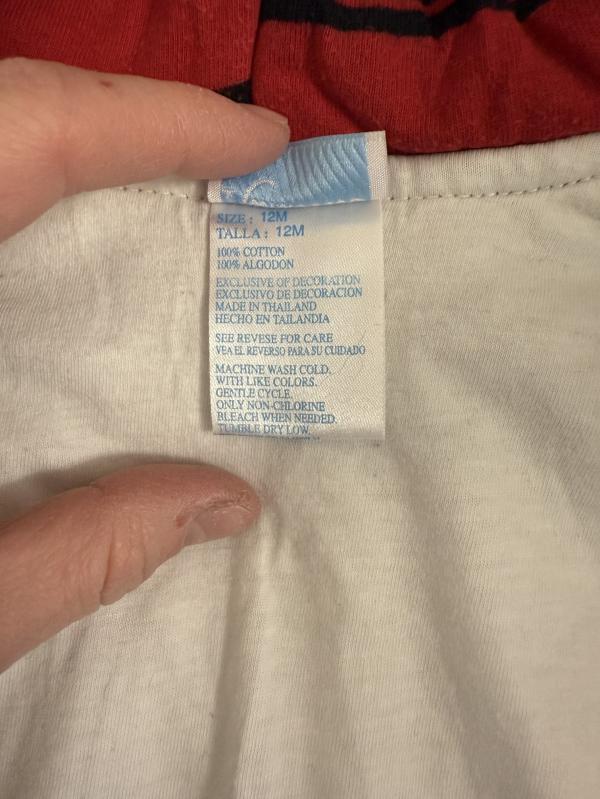 SIZE : 12M
TALLA : 12M
100% COTTON
100% ALGODON
EXCLUSIVE OF DECORATION
EXCLUSIVO DE DECORACION
MADE IN THAILAND
HECHO EN TAILANDIA
SEE REVESE FOR CARE
VEA EL REVERSO PARA SU CUIDADO
MACHINE WASH COLD.
WITH LIKE COLORS.
GENTLE CYCLE.
ONLY NON-CHLORINE
BLEACH WHEN NEEDED.
TUMBLE DRY LOW.